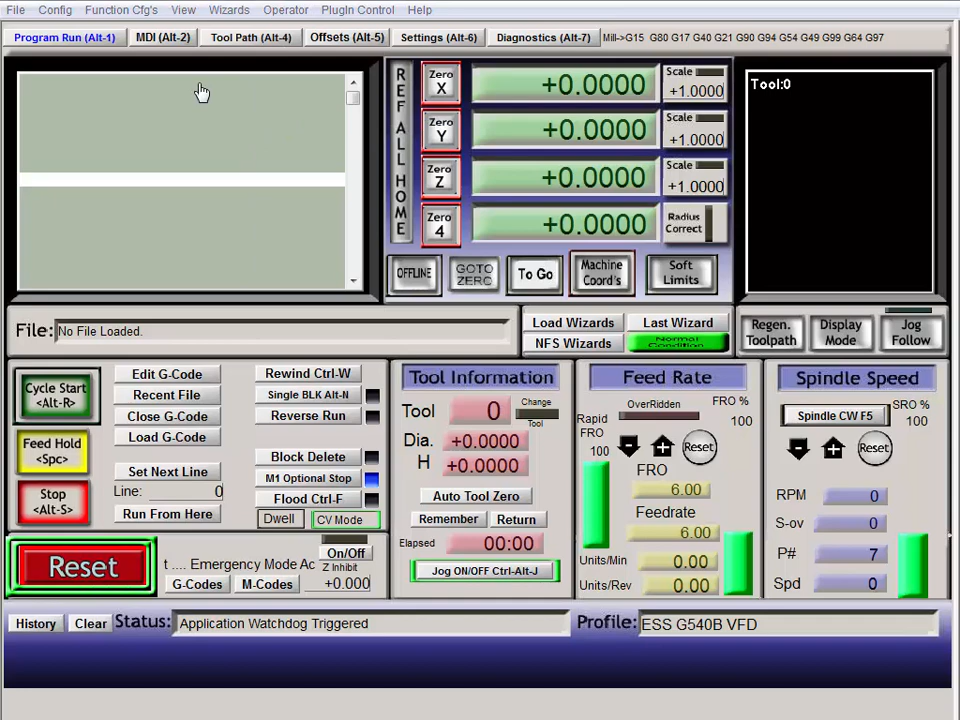 File Config Function Cfg's View Wizards Operator PlugIn Control Help
Program Run (Alt-1) MDI (Alt-2) Tool Path (Alt-4) Offsets (Alt-5) Settings (Alt-6) Diagnostics (Alt-7) Mill->G15 G80 G17 G40 G21 G90 G94 G54 G49 G99 G64 G97
REF ALL HOME
Zero X +0.0000 Scale +1.0000
Zero Y +0.0000 Scale +1.0000
Zero Z +0.0000 Scale +1.0000
Zero 4 +0.0000 Radius Correct
OFFLINE GOTO ZERO To Go Machine Coord's Soft Limits
Tool:0
File: No File Loaded.
Load Wizards Last Wizard
NFS Wizards Normal Condition
Regen. Toolpath Display Mode Jog Follow
Cycle Start <Alt-R>
Feed Hold <Spc>
Stop <Alt-S>
Edit G-Code
Recent File
Close G-Code
Load G-Code
Set Next Line
Line: 0
Run From Here
Rewind Ctrl-W
Single BLK Alt-N
Reverse Run
Block Delete
M1 Optional Stop
Flood Ctrl-F
Dwell CV Mode
Reset
t .... Emergency Mode Ac
G-Codes M-Codes
On/Off
Z Inhibit
+0.000
Tool Information
Tool 0 Change Tool
Dia. +0.0000
H +0.0000
Auto Tool Zero
Remember Return
Elapsed 00:00
Jog ON/OFF Ctrl-Alt-J
Feed Rate
OverRidden FRO %
100
Rapid FRO
100
Reset
FRO
6.00
Feedrate
6.00
Units/Min 0.00
Units/Rev 0.00
Spindle Speed
Spindle CW F5 SRO %
100
Reset
RPM 0
S-ov 0
P# 7
Spd 0
History Clear Status: Application Watchdog Triggered Profile: ESS G540B VFD